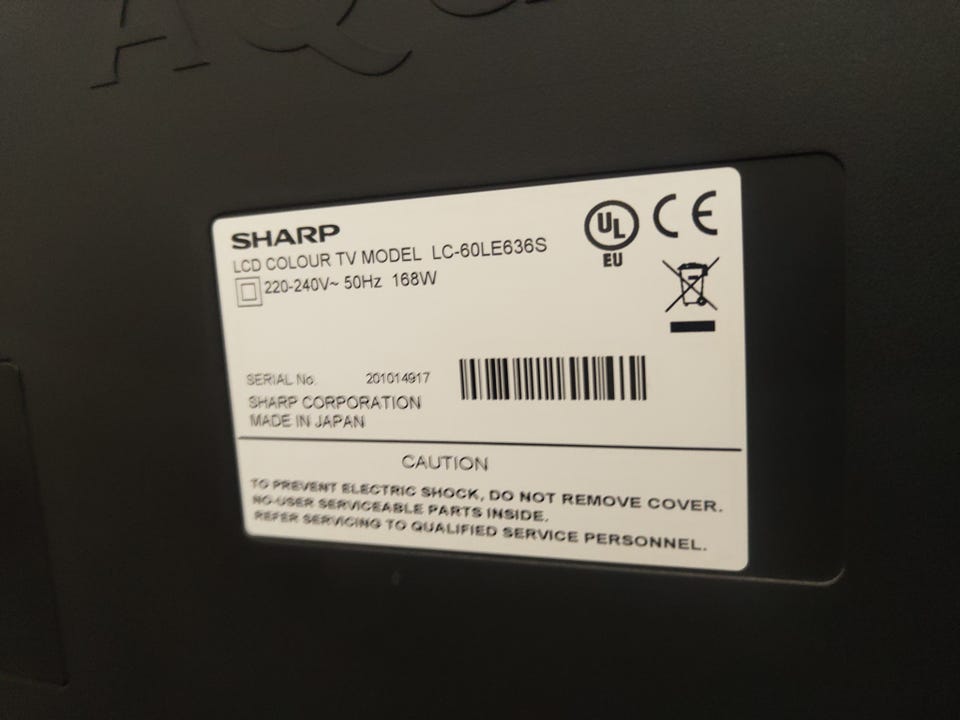 AQU
SHARP
LCD COLOUR TV MODEL LC-60LE636S
220-240V~ 50Hz 168W
UL
EU
CE
SERIAL No. 201014917
SHARP CORPORATION
MADE IN JAPAN
CAUTION
TO PREVENT ELECTRIC SHOCK, DO NOT REMOVE COVER.
NO-USER SERVICEABLE PARTS INSIDE.
REFER SERVICING TO QUALIFIED SERVICE PERSONNEL.